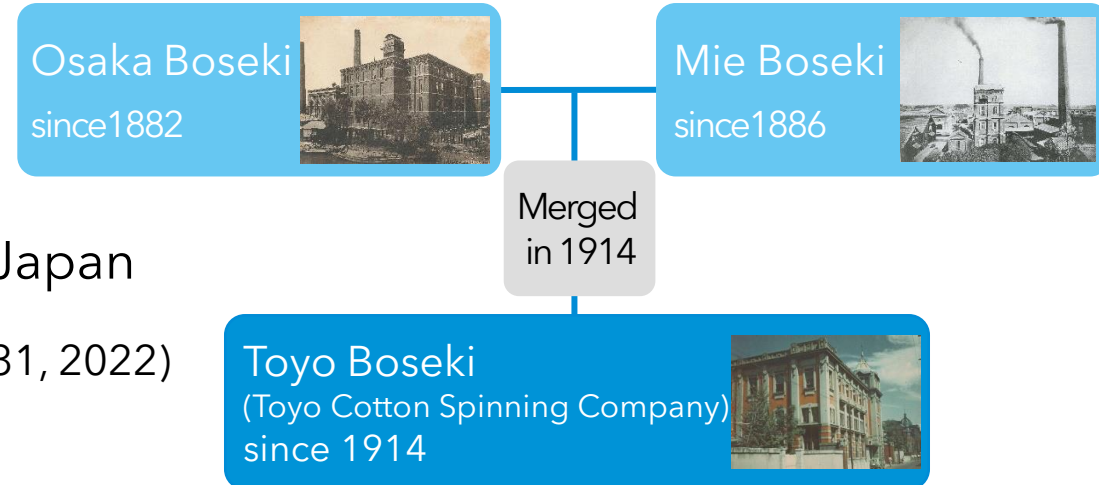 Osaka Boseki
since1882
Mie Boseki
since1886
Merged
in 1914
Japan
31, 2022)
Toyo Boseki
(Toyo Cotton Spinning Company)
since 1914